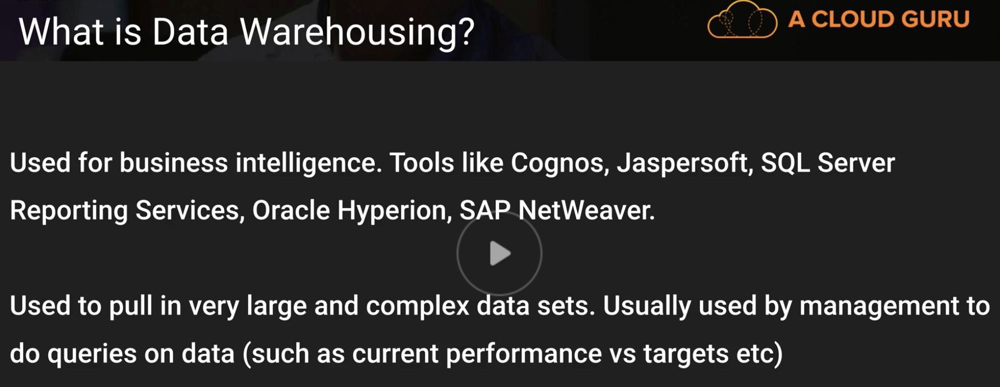 What is Data Warehousing?
A CLOUD GURU
Used for business intelligence. Tools like Cognos, Jaspersoft, SQL Server
Reporting Services, Oracle Hyperion, SAP NetWeaver.
Used to pull in very large and complex data sets. Usually used by management to
do queries on data (such as current performance vs targets etc)